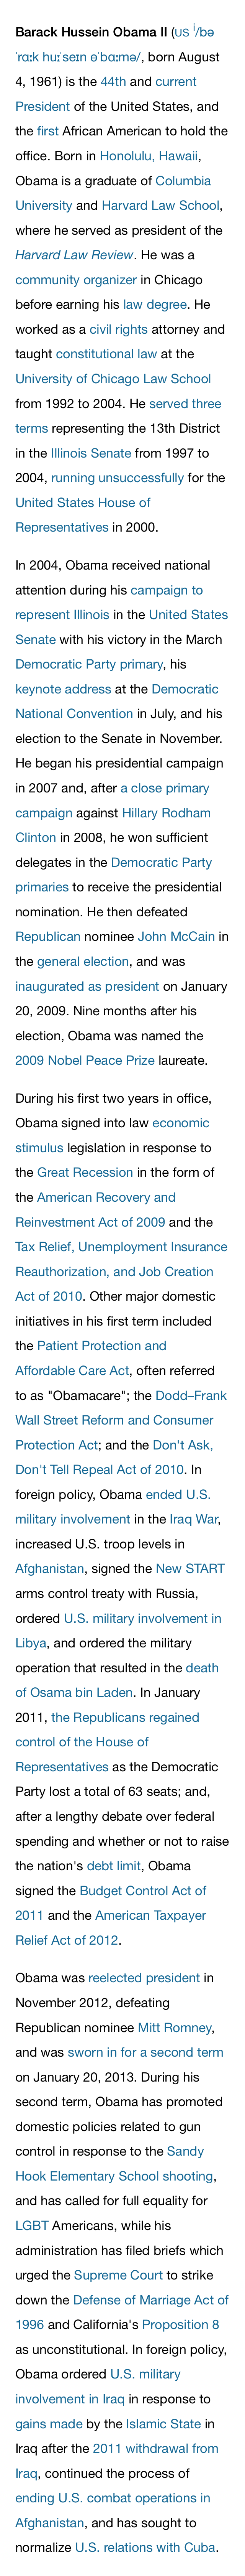 Barack Hussein Obama II (US i/bə
ˈrɑːk huːˈseɪn ɵˈbɑːmə/, born August
4, 1961) is the 44th and current
President of the United States, and
the first African American to hold the
office. Born in Honolulu, Hawaii,
Obama is a graduate of Columbia
University and Harvard Law School,
where he served as president of the
Harvard Law Review. He was a
community organizer in Chicago
before earning his law degree. He
worked as a civil rights attorney and
taught constitutional law at the
University of Chicago Law School
from 1992 to 2004. He served three
terms representing the 13th District
in the Illinois Senate from 1997 to
2004, running unsuccessfully for the
United States House of
Representatives in 2000.
In 2004, Obama received national
attention during his campaign to
represent Illinois in the United States
Senate with his victory in the March
Democratic Party primary, his
keynote address at the Democratic
National Convention in July, and his
election to the Senate in November.
He began his presidential campaign
in 2007 and, after a close primary
campaign against Hillary Rodham
Clinton in 2008, he won sufficient
delegates in the Democratic Party
primaries to receive the presidential
nomination. He then defeated
Republican nominee John McCain in
the general election, and was
inaugurated as president on January
20, 2009. Nine months after his
election, Obama was named the
2009 Nobel Peace Prize laureate.
During his first two years in office,
Obama signed into law economic
stimulus legislation in response to
the Great Recession in the form of
the American Recovery and
Reinvestment Act of 2009 and the
Tax Relief, Unemployment Insurance
Reauthorization, and Job Creation
Act of 2010. Other major domestic
initiatives in his first term included
the Patient Protection and
Affordable Care Act, often referred
to as "Obamacare"; the Dodd–Frank
Wall Street Reform and Consumer
Protection Act; and the Don't Ask,
Don't Tell Repeal Act of 2010. In
foreign policy, Obama ended U.S.
military involvement in the Iraq War,
increased U.S. troop levels in
Afghanistan, signed the New START
arms control treaty with Russia,
ordered U.S. military involvement in
Libya, and ordered the military
operation that resulted in the death
of Osama bin Laden. In January
2011, the Republicans regained
control of the House of
Representatives as the Democratic
Party lost a total of 63 seats; and,
after a lengthy debate over federal
spending and whether or not to raise
the nation's debt limit, Obama
signed the Budget Control Act of
2011 and the American Taxpayer
Relief Act of 2012.
Obama was reelected president in
November 2012, defeating
Republican nominee Mitt Romney,
and was sworn in for a second term
on January 20, 2013. During his
second term, Obama has promoted
domestic policies related to gun
control in response to the Sandy
Hook Elementary School shooting,
and has called for full equality for
LGBT Americans, while his
administration has filed briefs which
urged the Supreme Court to strike
down the Defense of Marriage Act of
1996 and California's Proposition 8
as unconstitutional. In foreign policy,
Obama ordered U.S. military
involvement in Iraq in response to
gains made by the Islamic State in
Iraq after the 2011 withdrawal from
Iraq, continued the process of
ending U.S. combat operations in
Afghanistan, and has sought to
normalize U.S. relations with Cuba.